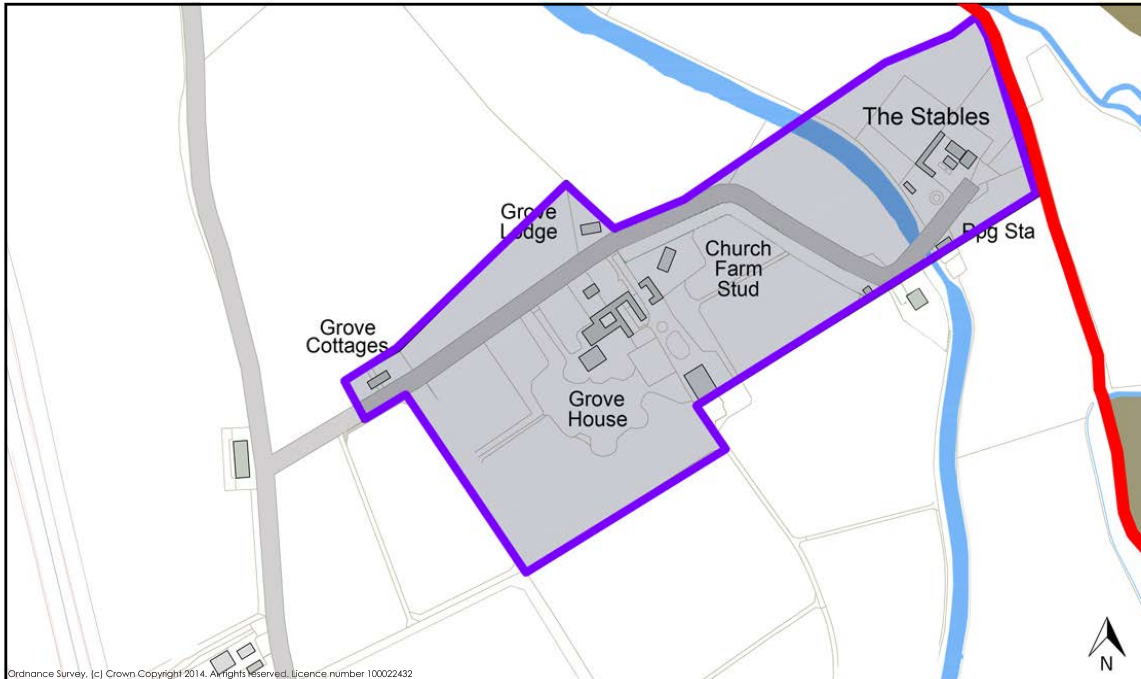 The Stables
Grove
Lodge
Ppg Sta
Church
Farm
Stud
Grove
Cottages
Grove
House
N
Ordnance Survey, (c) Crown Copyright 2014. All rights reserved. Licence number 100022432